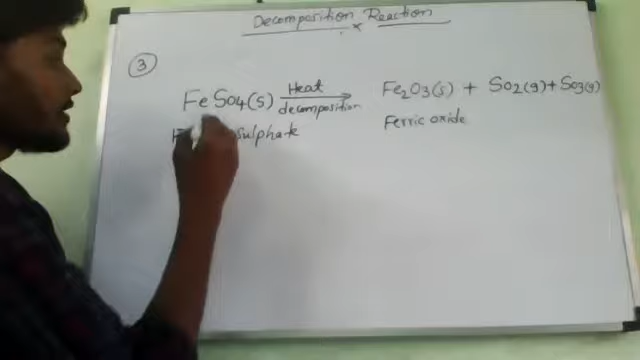 Decomposition Reaction
③
FeSO4(s) Heat decomposition → Fe2O3(s) + SO2(g)+SO3(g)
sulphate Ferric oxide